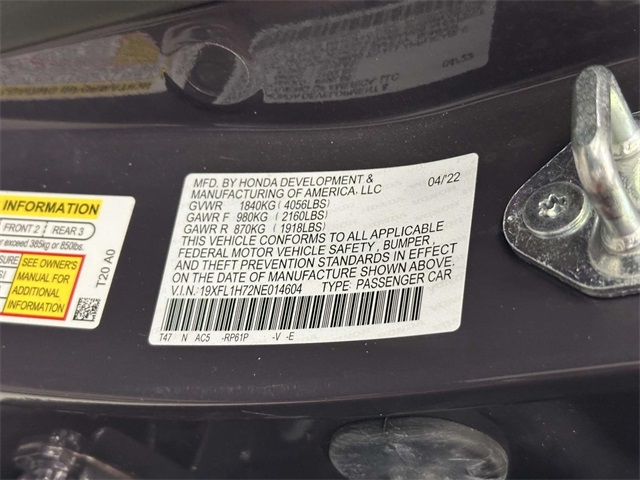 MFD. BY HONDA DEVELOPMENT &
MANUFACTURING OF AMERICA, LLC 04/'22
GVWR 1840KG ( 4056LBS)
GAWR F 980KG ( 2160LBS)
GAWR R 870KG ( 1918LBS)
THIS VEHICLE CONFORMS TO ALL APPLICABLE
FEDERAL MOTOR VEHICLE SAFETY , BUMPER ,
AND THEFT PREVENTION STANDARDS IN EFFECT
ON THE DATE OF MANUFACTURE SHOWN ABOVE.
V.I.N.:19XFL1H72NE014604 TYPE: PASSENGER CAR
T47 N AC5 -RP61P -V -E
INFORMATION
FRONT 2 REAR 3
exceed 385kg or 850lbs.
SEE OWNER'S
MANUAL FOR
ADDITIONAL
INFORMATION
T20 A0